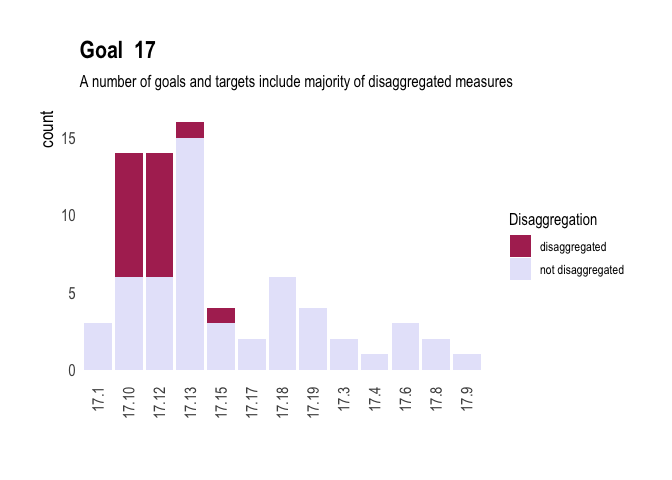 Goal  17
A number of goals and targets include majority of disaggregated measures
count
15
10
5
0
17.1
17.10
17.12
17.13
17.15
17.17
17.18
17.19
17.3
17.4
17.6
17.8
17.9
Disaggregation
disaggregated
not disaggregated